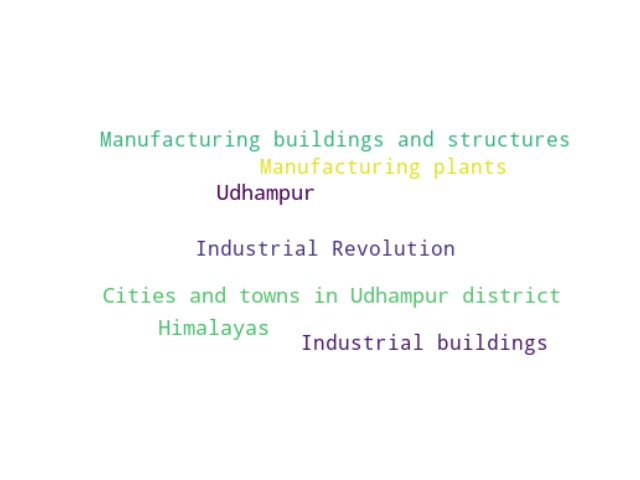 Manufacturing buildings and structures
Manufacturing plants
Udhampur
Industrial Revolution
Cities and towns in Udhampur district
Himalayas
Industrial buildings